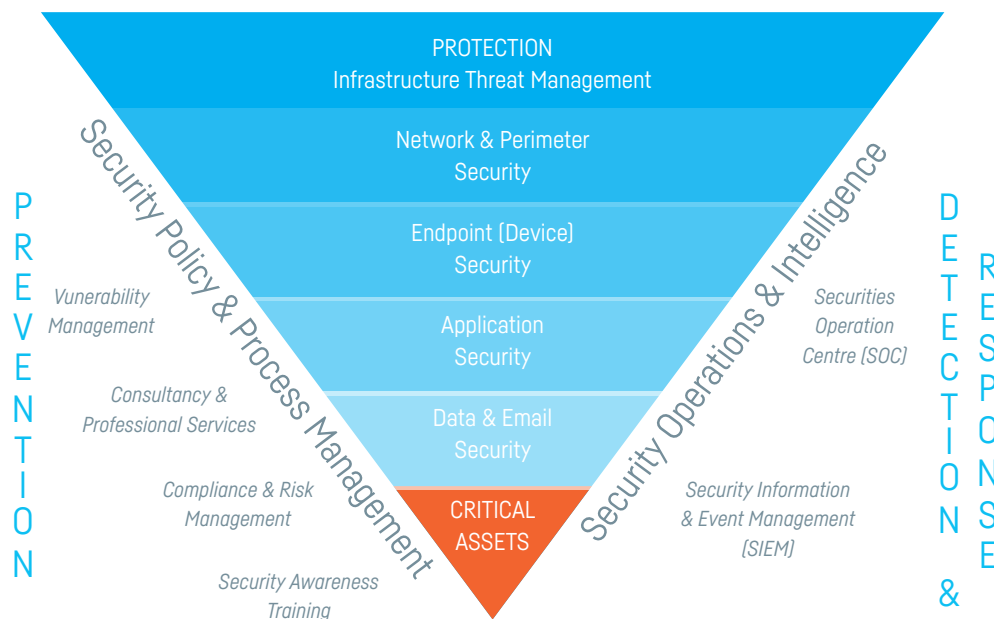 PROTECTION
Infrastructure Threat Management
Network & Perimeter
Security
Endpoint (Device)
Security
Application
Security
Data & Email
Security
CRITICAL
ASSETS
PREVENTION
Security Policy & Process Management
Vunerability
Management
Consultancy &
Professional Services
Compliance & Risk
Management
Security Awareness
Training
Security Operations & Intelligence
Securities
Operation
Centre (SOC)
Security Information
& Event Management
(SIEM)
DETECTION &
RESPONSE